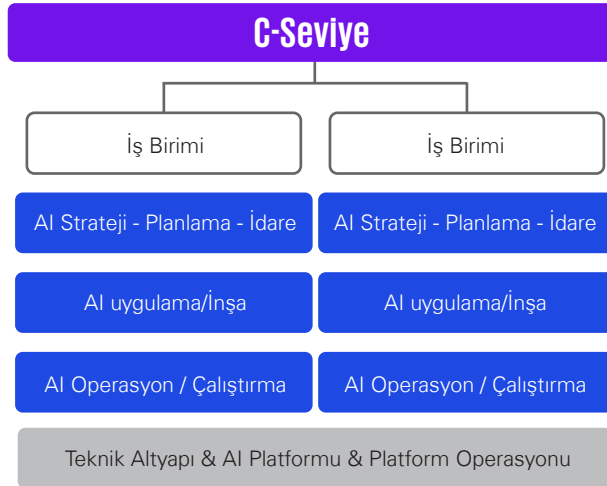 C-Seviye
İş Birimi
İş Birimi
AI Strateji - Planlama - İdare
AI Strateji - Planlama - İdare
AI uygulama/İnşa
AI uygulama/İnşa
AI Operasyon / Çalıştırma
AI Operasyon / Çalıştırma
Teknik Altyapı & AI Platformu & Platform Operasyonu